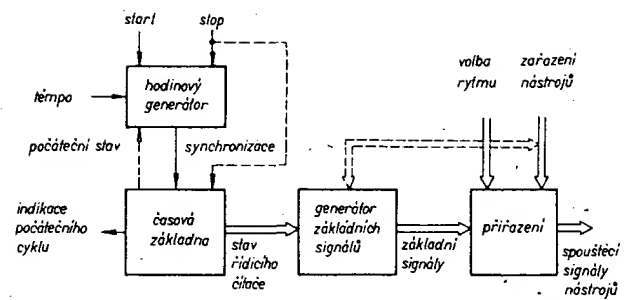 start
stop
hodinový
generátor
tempo
volba
rytmu
zařazení
nástrojů
počáteční stav
synchronizace
indikace
počátečního
cyklu
časová
základna
stav
řídicího
čítače
generátor
základních
signálů
základní
signály
přiřazení
spouštěcí
signály
nástrojů